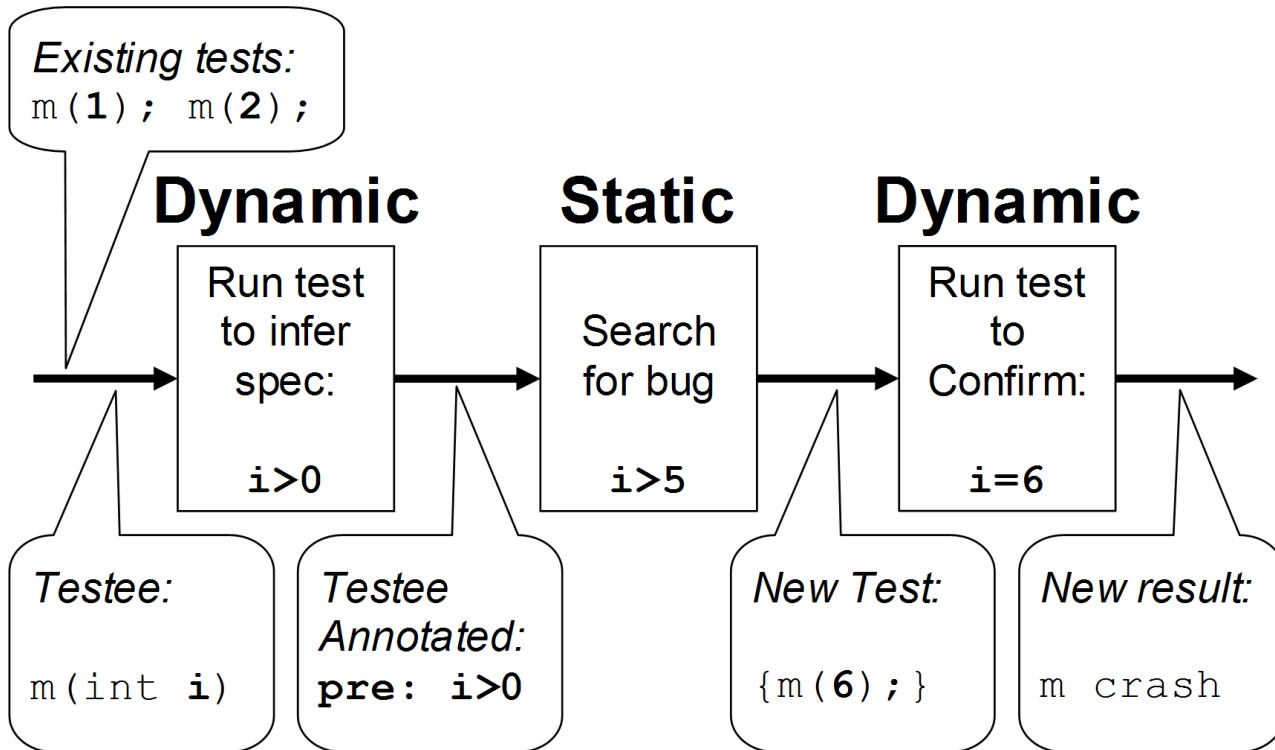 Existing tests:
m(1); m(2);
Dynamic
Static
Dynamic
Run test
to infer
spec:
i>0
Search
for bug
i>5
Run test
to
Confirm:
i=6
Testee:
m(int i)
Testee
Annotated:
pre: i>0
New Test:
{m(6);}
New result:
m crash